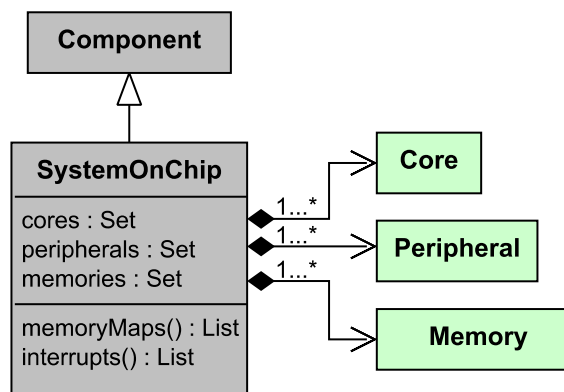 Component
SystemOnChip
cores : Set
peripherals : Set
memories : Set
memoryMaps() : List
interrupts() : List
1...*
1...*
1...*
Core
Peripheral
Memory